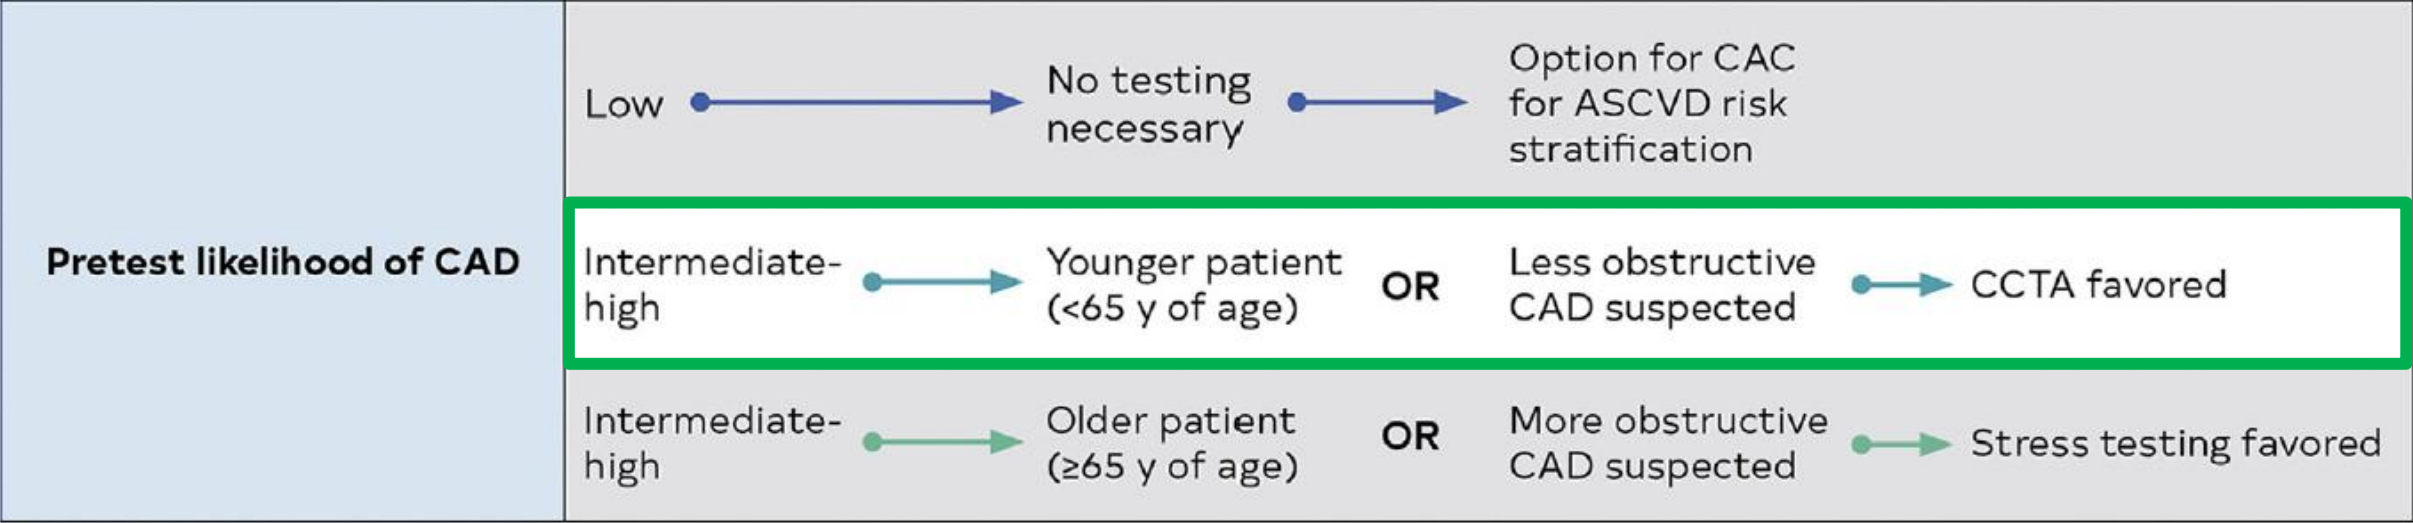 Pretest likelihood of CAD
Low
No testing
necessary
Option for CAC
for ASCVD risk
stratification
Intermediate-
high
Younger patient
(<65 y of age)
OR
Less obstructive
CAD suspected
CCTA favored
Intermediate-
high
Older patient
(≥65 y of age)
OR
More obstructive
CAD suspected
Stress testing favored